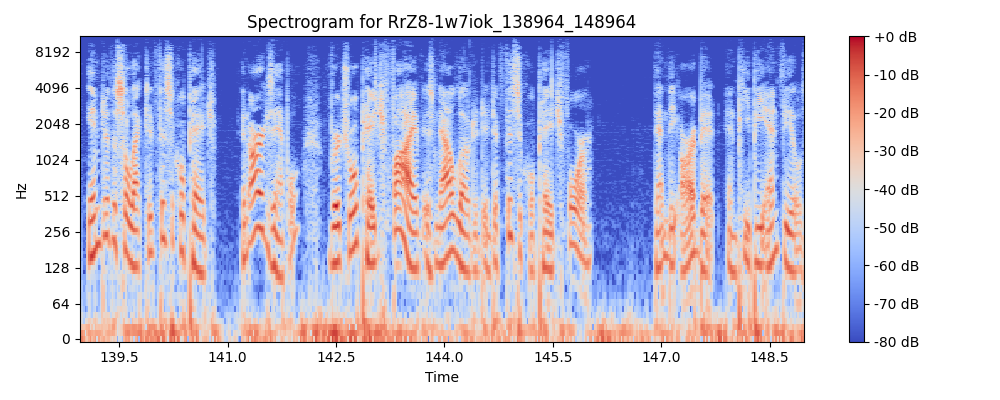 Spectrogram for RrZ8-1w7iok_138964_148964
8192
4096
2048
1024
512
256
128
64
0
Hz
139.5 141.0 142.5 144.0 145.5 147.0 148.5
Time
+0 dB
-10 dB
-20 dB
-30 dB
-40 dB
-50 dB
-60 dB
-70 dB
-80 dB